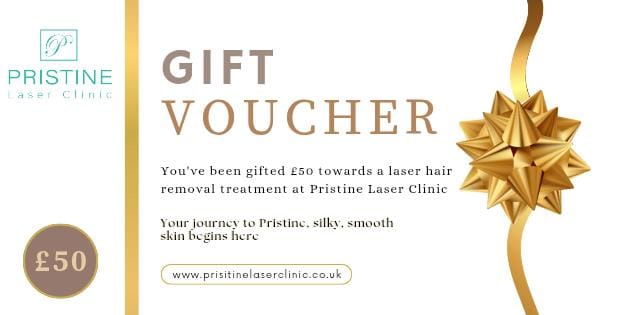 P
PRISTINE
Laser Clinic
GIFT
VOUCHER
You've been gifted £50 towards a laser hair
removal treatment at Pristine Laser Clinic
Your journey to Pristine, silky, smooth
skin begins here
£50
www.prisitinelaserclinic.co.uk